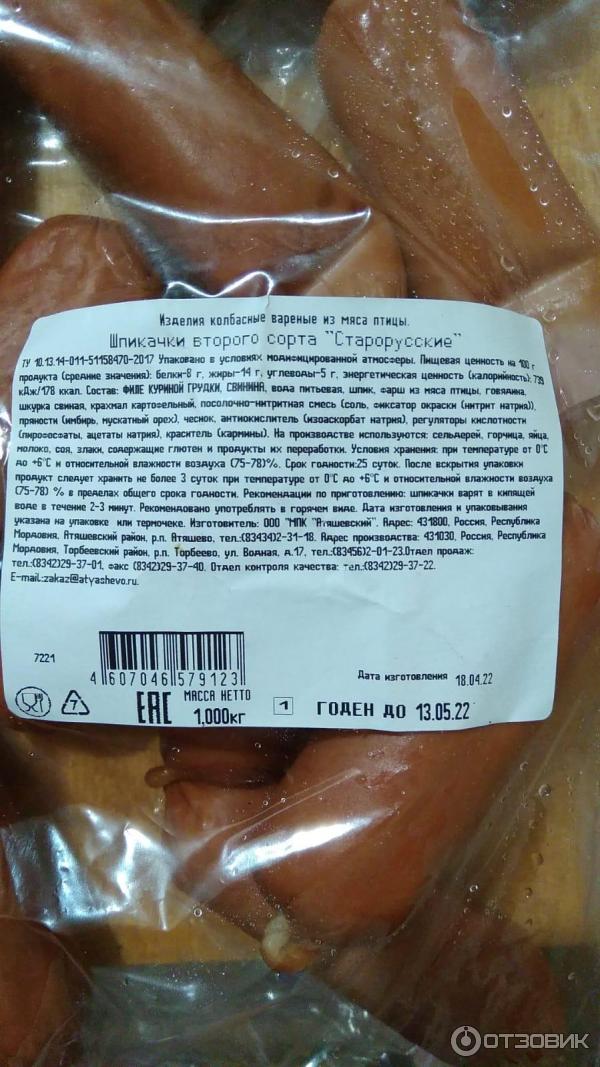 Изделия колбасные вареные из мяса птицы.
Шпикачки второго сорта "Старорусские"
ТУ 10.13.14-011-51158470-2017 Упаковано в условиях модифицированной атмосферы. Пищевая ценность на 100 г
продукта (средние значения): белки-8 г, жиры-14 г, углеводы-5 г, энергетическая ценность (калорийность): 739
кДж/178 ккал. Состав: ФИЛЕ КУРИНОЙ ГРУДКИ, СВИНИНА, вода питьевая, шпик, фарш из мяса птицы, говядина,
шкурка свиная, крахмал картофельный, посолочно-нитритная смесь (соль, фиксатор окраски (нитрит натрия)),
пряности (имбирь, мускатный орех), чеснок, антиокислитель (изоаскорбат натрия), регуляторы кислотности
(пирофосфаты, ацетаты натрия), краситель (кармины). На производстве используются: сельдерей, горчица, яйца,
молоко, соя, злаки, содержащие глютен и продукты их переработки. Условия хранения: при температуре от 0°С
до +6°С и относительной влажности воздуха (75-78)%. Срок годности:25 суток. После вскрытия упаковки
продукт следует хранить не более 3 суток при температуре от 0°С до +6°С и относительной влажности воздуха
(75-78) % в пределах общего срока годности. Рекомендации по приготовлению: шпикачки варят в кипящей
воде в течение 2-3 минут. Рекомендовано употреблять в горячем виде. Дата изготовления и упаковывания
указана на упаковке или термочеке. Изготовитель: ООО "МПК "Атяшевский". Адрес: 431800, Россия, Республика
Мордовия, Атяшевский район, р.п. Атяшево, тел.:(83434)2-31-18. Адрес производства: 431030, Россия, Республика
Мордовия, Торбеевский район, р.п. Торбеево, ул. Водная, д.17, тел.:(83456)2-01-23.Отдел продаж:
тел.:(8342)29-37-01, факс (8342)29-37-40. Отдел контроля качества: тел.:(8342)29-37-22.
E-mail:zakaz@atyashevo.ru.
7221
4 607046 579123
Дата изготовления 18.04.22
7
EAC
МАССА НЕТТО
1,000кг
1
ГОДЕН ДО 13.05.22
ОТЗОВИК